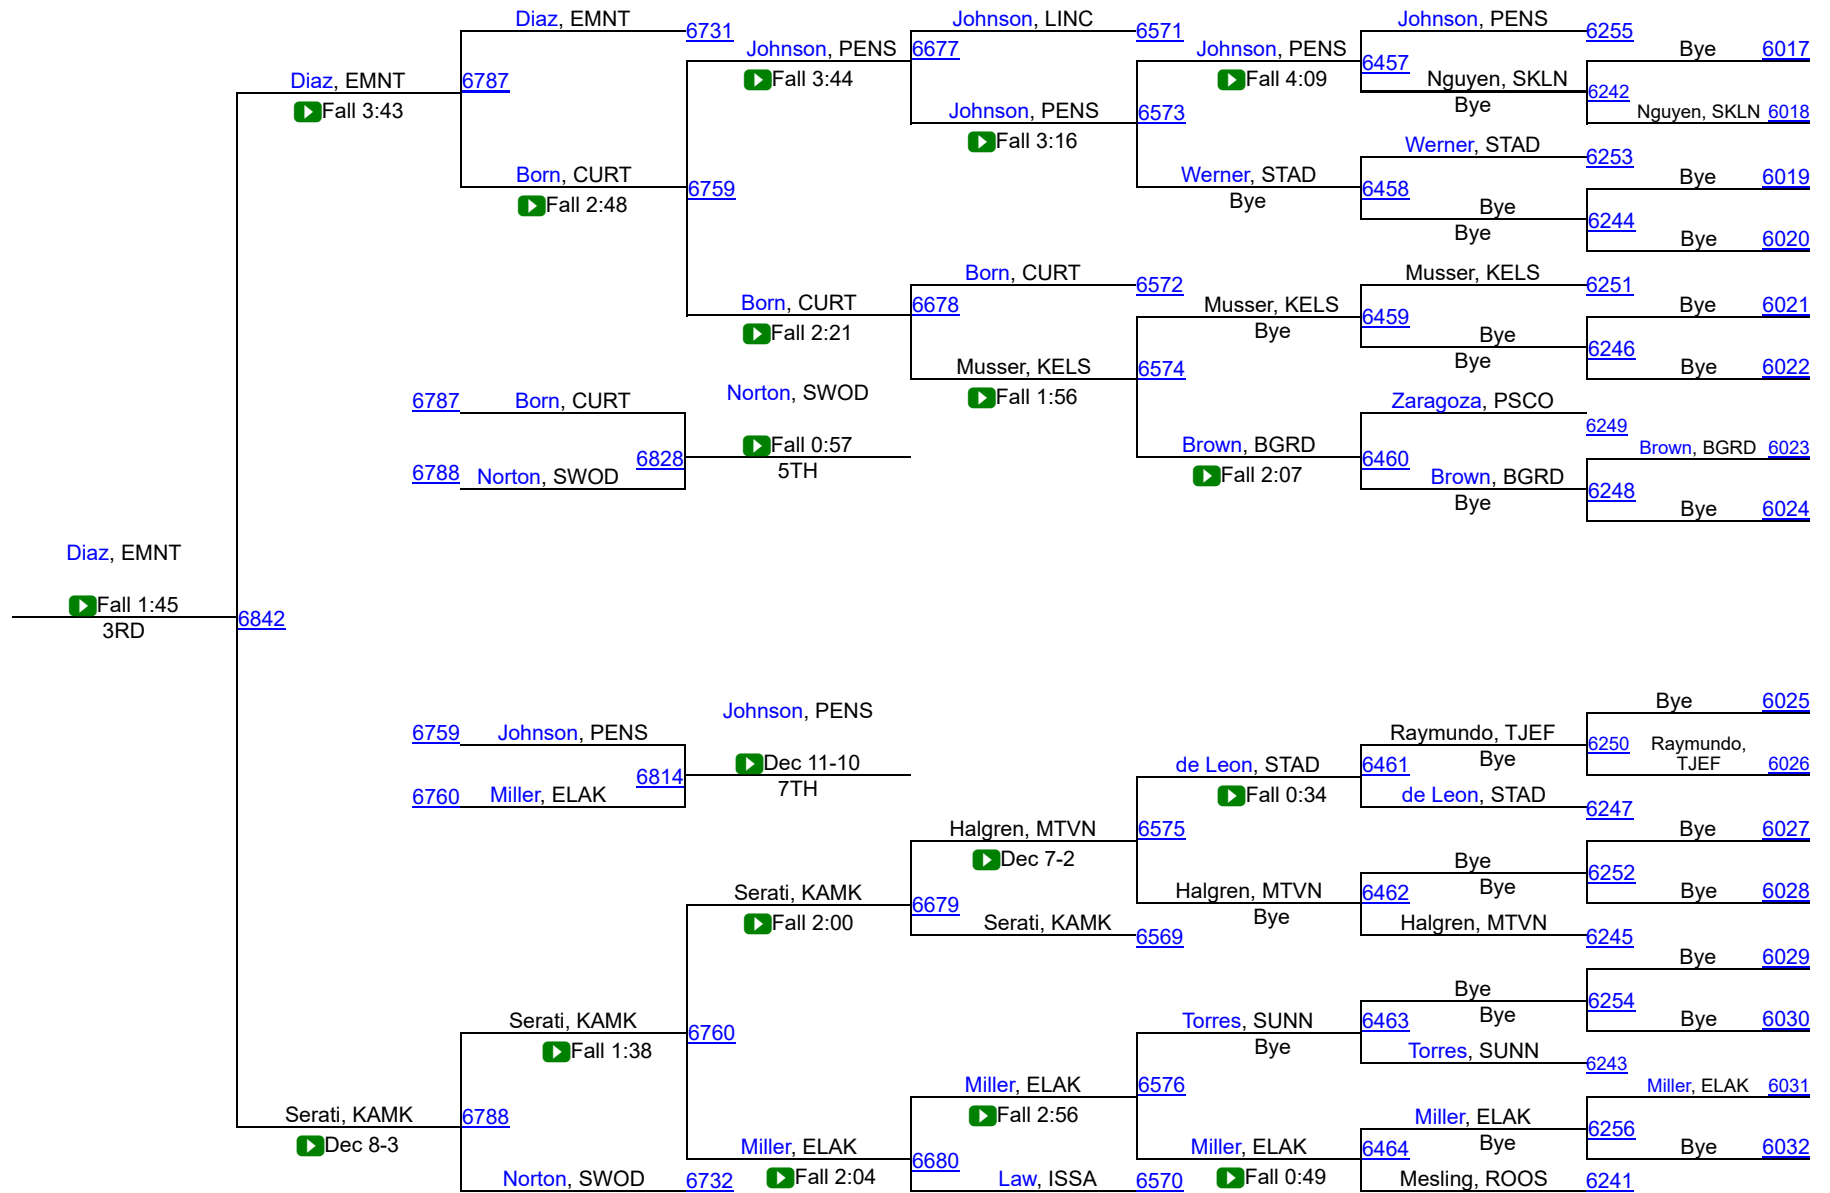 Diaz, EMNT
6731
Johnson, LINC
6571
Johnson, PENS
6255
Johnson, PENS
6677
Johnson, PENS
Bye
6017
Fall 3:44
Fall 4:09
6457
Diaz, EMNT
6787
Nguyen, SKLN
6242
Fall 3:43
Bye
Johnson, PENS
6573
Nguyen, SKLN
6018
Fall 3:16
Werner, STAD
6253
Born, CURT
6759
Werner, STAD
6458
Bye
6019
Fall 2:48
Bye
Bye
6244
Bye
Bye
6020
Born, CURT
6572
Musser, KELS
6251
Born, CURT
6678
Musser, KELS
6459
Bye
6021
Fall 2:21
Bye
Bye
6246
Bye
Musser, KELS
6574
Bye
6022
Norton, SWOD
Fall 1:56
6787
Born, CURT
Zaragoza, PSCO
6249
Fall 0:57
Brown, BGRD
6460
Brown, BGRD
6023
6828
5TH
Fall 2:07
6788
Norton, SWOD
Brown, BGRD
6248
Bye
Bye
6024
Diaz, EMNT
Fall 1:45
3RD
6842
Bye
6025
Johnson, PENS
6759
Johnson, PENS
Raymundo, TJEF
6250
Raymundo,
TJEF
6026
Dec 11-10
de Leon, STAD
6461
Bye
6814
7TH
Fall 0:34
6760
Miller, ELAK
de Leon, STAD
6247
Halgren, MTVN
6575
Bye
6027
Dec 7-2
Bye
6252
Serati, KAMK
6679
Halgren, MTVN
6462
Bye
Bye
6028
Fall 2:00
Bye
Serati, KAMK
6569
Halgren, MTVN
6245
Bye
6029
Bye
6254
Serati, KAMK
6760
Torres, SUNN
6463
Bye
Bye
6030
Fall 1:38
Bye
Torres, SUNN
6243
Miller, ELAK
6576
Miller, ELAK
6031
Serati, KAMK
6788
Fall 2:56
Miller, ELAK
6256
Dec 8-3
Miller, ELAK
6680
Miller, ELAK
6464
Bye
Bye
6032
Norton, SWOD
6732
Fall 2:04
Law, ISSA
6570
Fall 0:49
Mesling, ROOS
6241